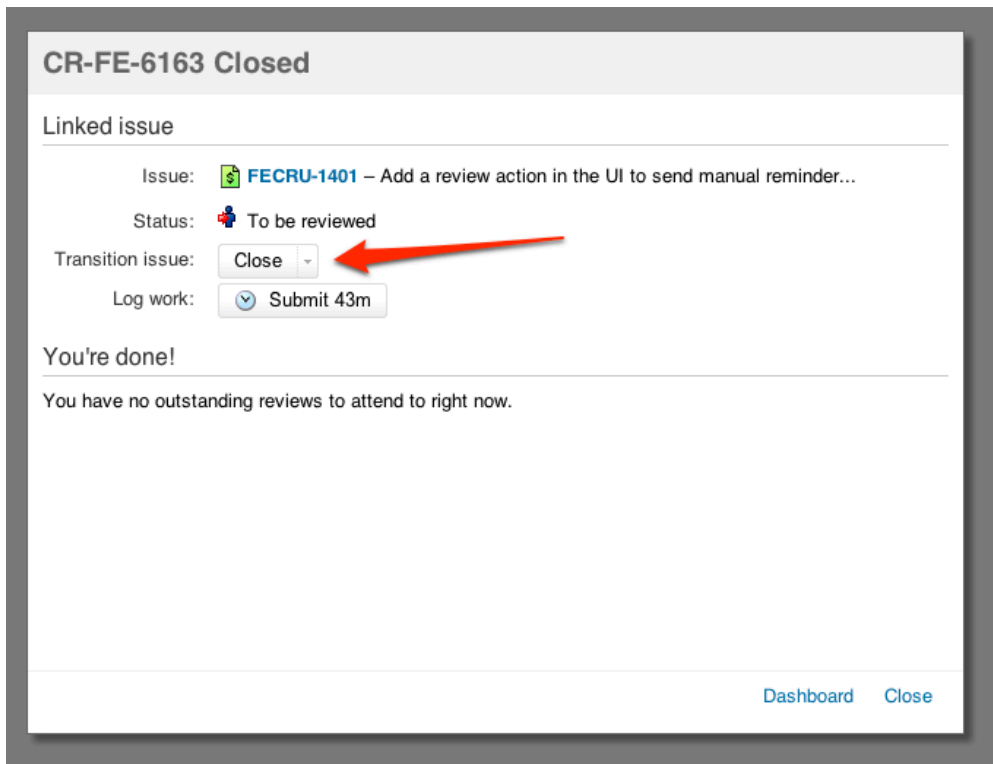 CR-FE-6163 Closed
Linked issue
Issue: $ FECRU-1401 – Add a review action in the UI to send manual reminder...
Status: To be reviewed
Transition issue: Close
Log work: Submit 43m
You're done!
You have no outstanding reviews to attend to right now.
Dashboard Close